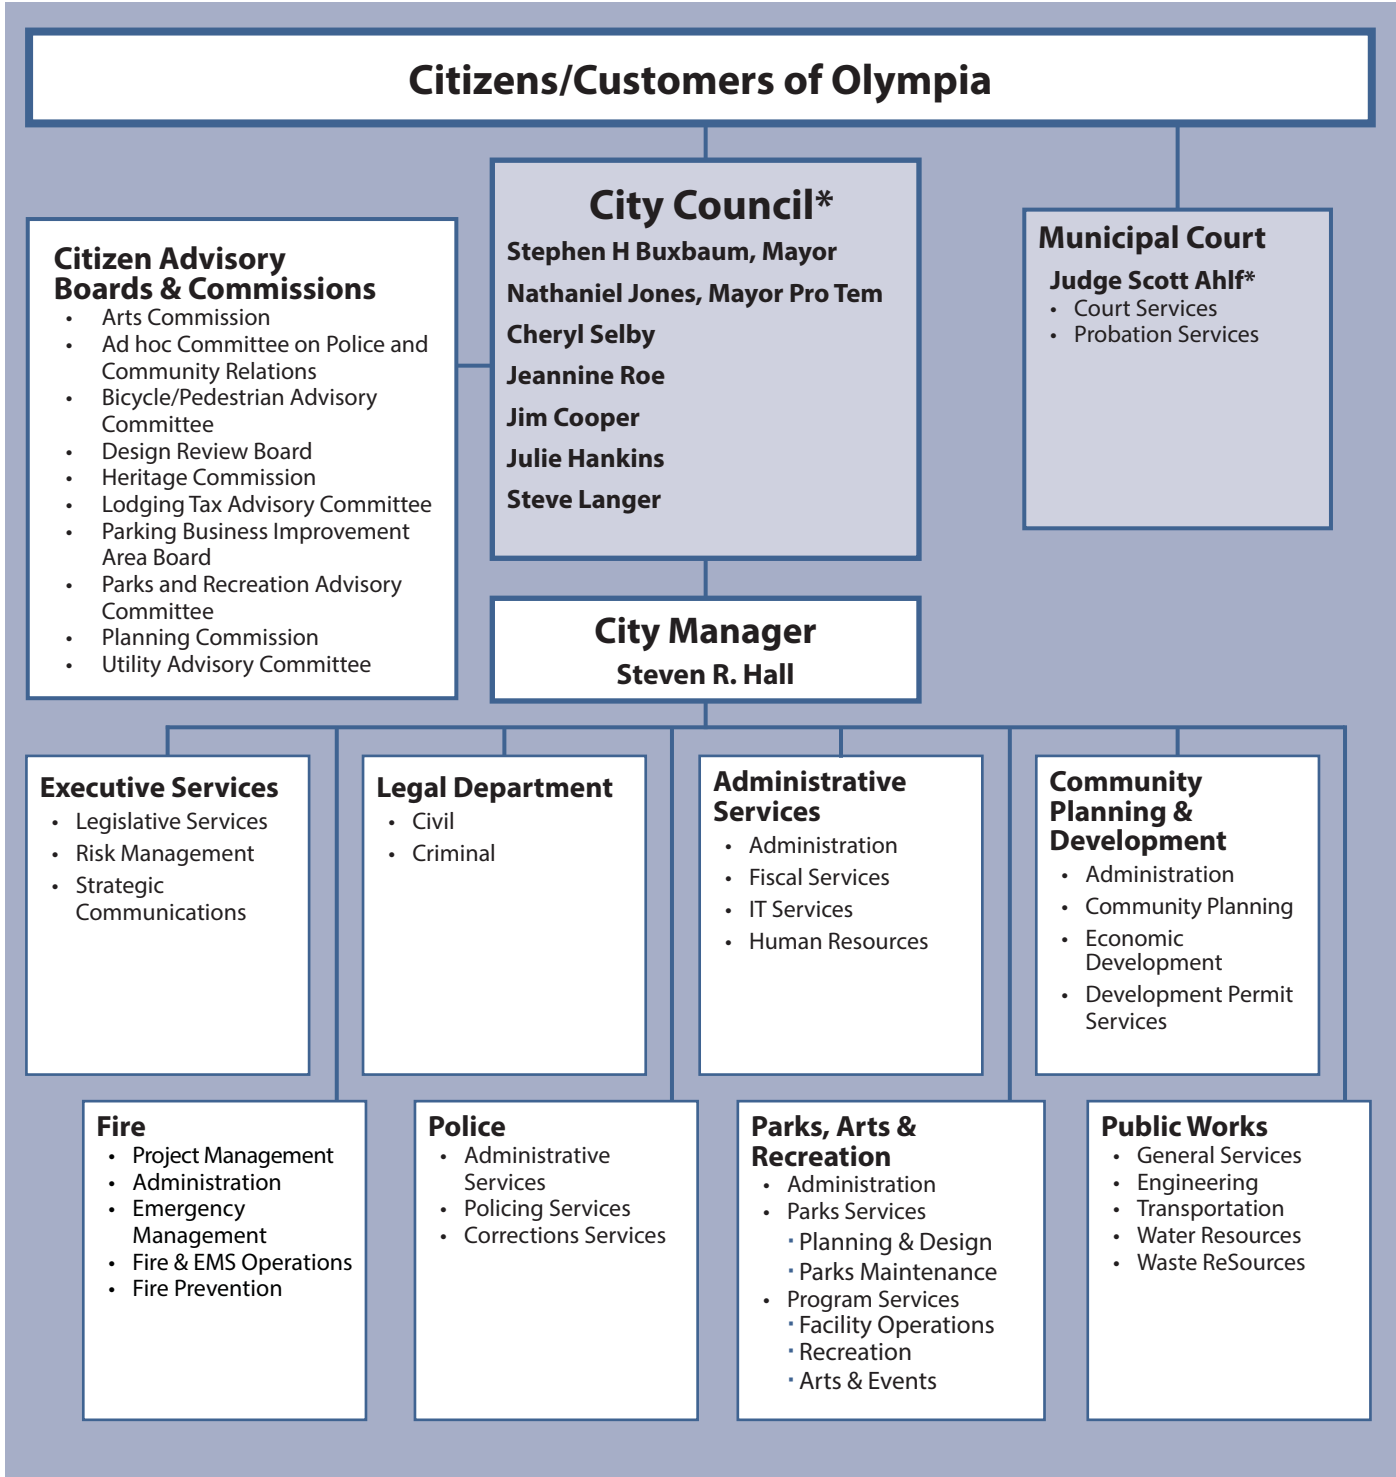 Citizens/Customers of Olympia
City Council*
Stephen H Buxbaum, Mayor
Nathaniel Jones, Mayor Pro Tem
Cheryl Selby
Jeannine Roe
Jim Cooper
Julie Hankins
Steve Langer
Citizen Advisory
Boards & Commissions
• Arts Commission
• Ad hoc Committee on Police and
Community Relations
• Bicycle/Pedestrian Advisory
Committee
• Design Review Board
• Heritage Commission
• Lodging Tax Advisory Committee
• Parking Business Improvement
Area Board
• Parks and Recreation Advisory
Committee
• Planning Commission
• Utility Advisory Committee
Municipal Court
Judge Scott Ahlf*
• Court Services
• Probation Services
City Manager
Steven R. Hall
Executive Services
• Legislative Services
• Risk Management
• Strategic
Communications
Legal Department
• Civil
• Criminal
Administrative
Services
• Administration
• Fiscal Services
• IT Services
• Human Resources
Community
Planning &
Development
• Administration
• Community Planning
• Economic
Development
• Development Permit
Services
Fire
• Project Management
• Administration
• Emergency
Management
• Fire & EMS Operations
• Fire Prevention
Police
• Administrative
Services
• Policing Services
• Corrections Services
Parks, Arts &
Recreation
• Administration
• Parks Services
· Planning & Design
· Parks Maintenance
• Program Services
· Facility Operations
· Recreation
· Arts & Events
Public Works
• General Services
• Engineering
• Transportation
• Water Resources
• Waste ReSources